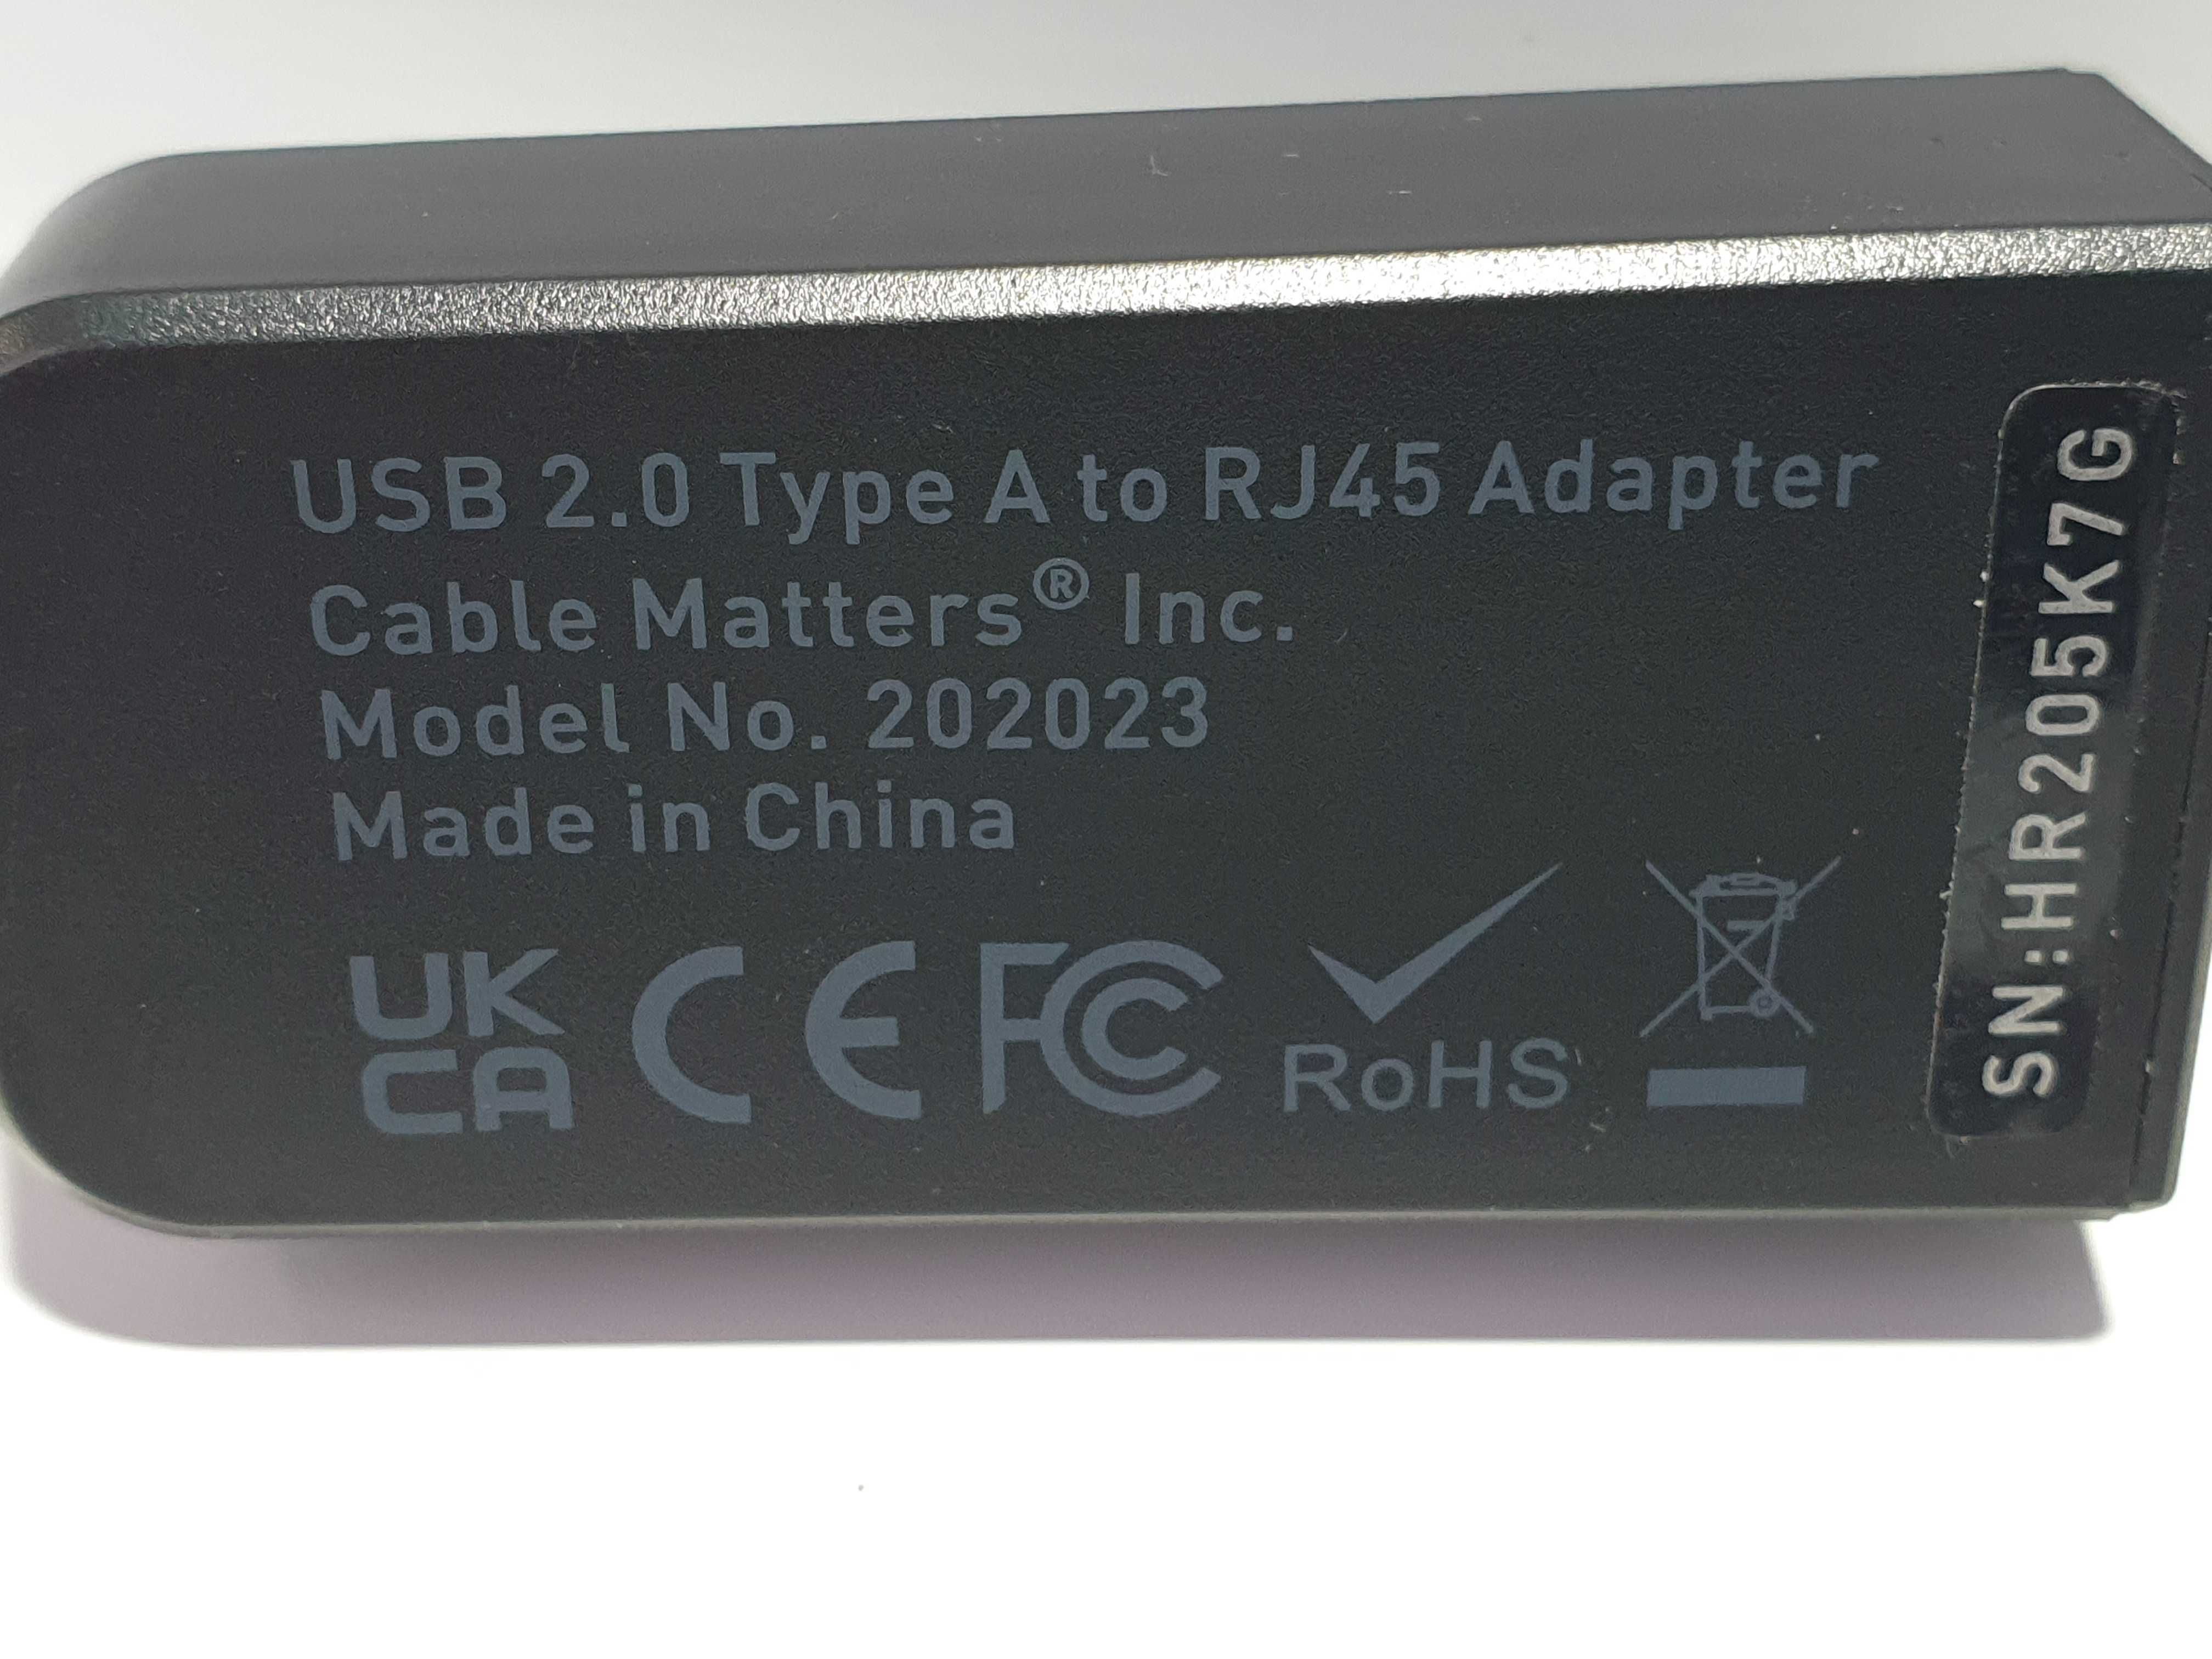 USB 2.0 Type A to RJ45 Adapter
Cable Matters® Inc.
Model No. 202023
Made in China
UK
CA
CE
FC
RoHS
SN:HR205K7G